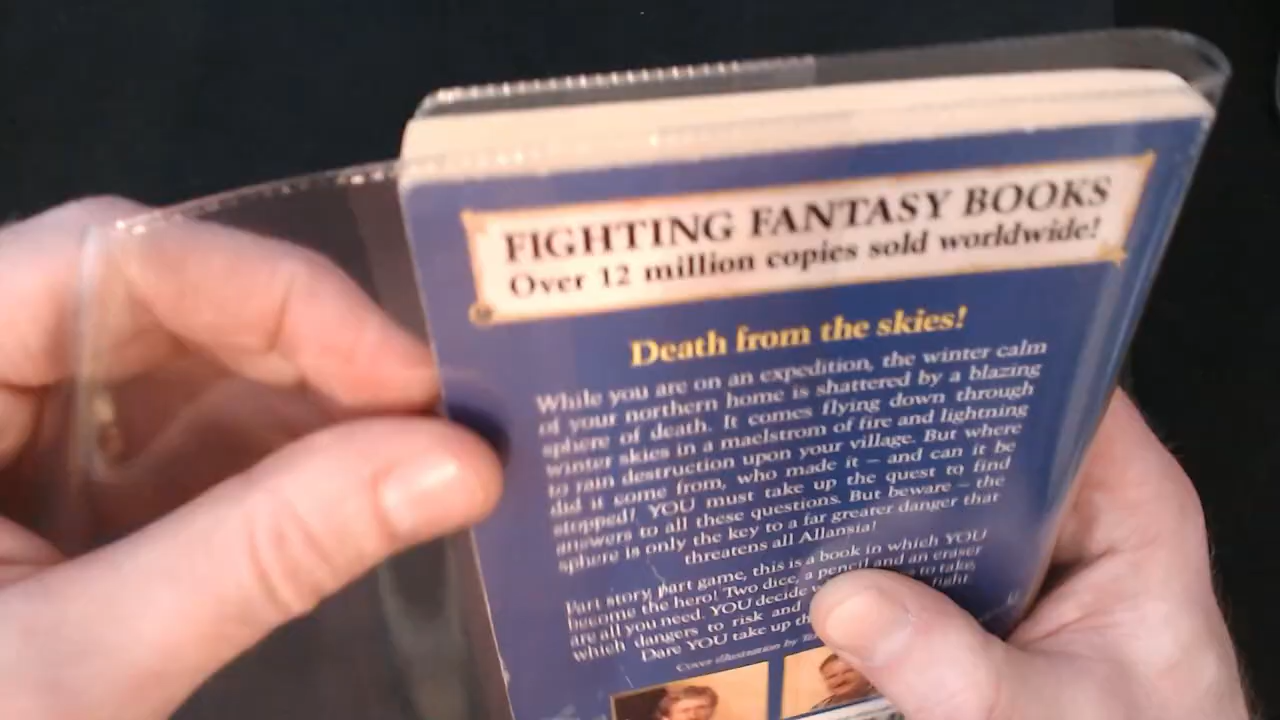 FIGHTING FANTASY BOOKS
Over 12 million copies sold worldwide!
Death from the skies!
While you are on an expedition, the winter calm
of your northern home is shattered by a blazing
sphere of death. It comes flying down through
winter skies in a maelstrom of fire and lightning
to rain destruction upon your village. But where
did it come from, who made it – and can it be
stopped? YOU must take up the quest to find
answers to all these questions. But beware – the
sphere is only the key to a far greater danger that
threatens all Allansia!
Part story, part game, this is a book in which YOU
become the hero! Two dice, a pencil and an eraser
are all you need. YOU decide to take,
which dangers to risk and fight
Dare YOU take up
Cover illustration by